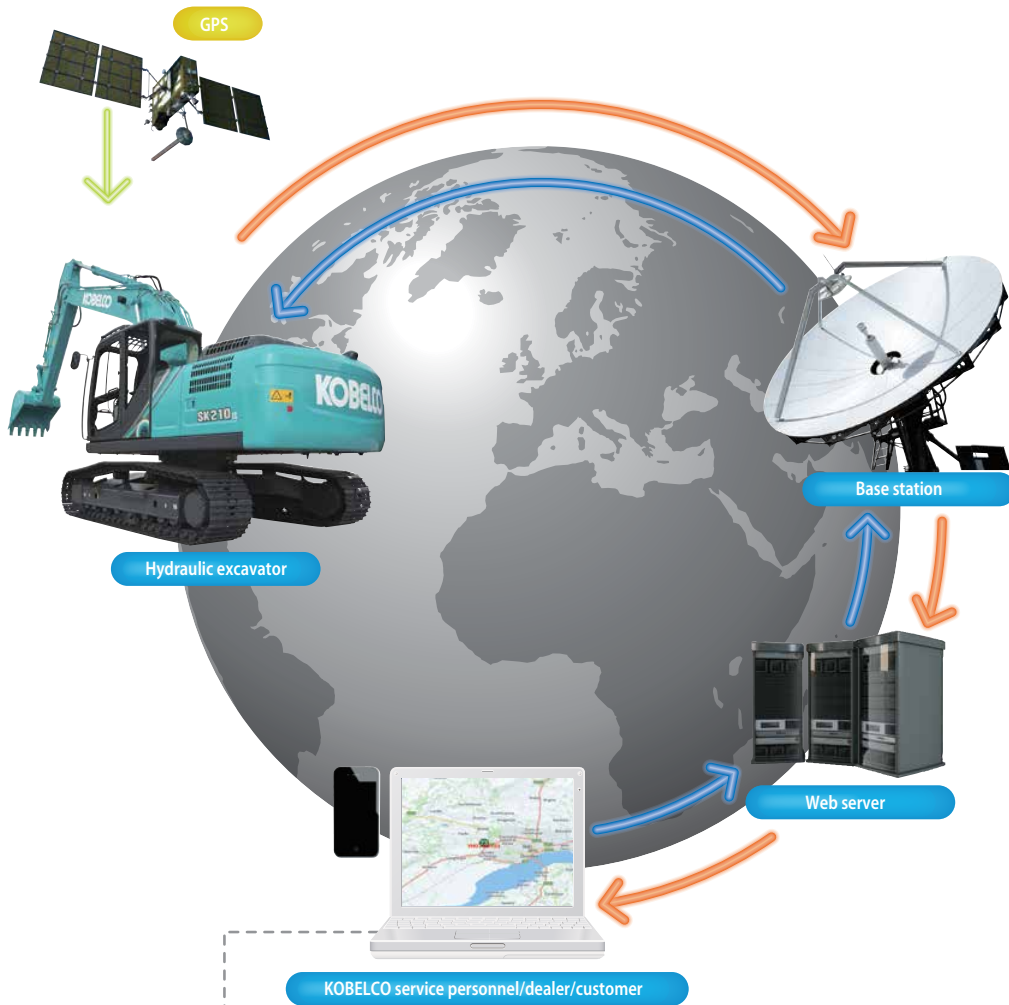 GPS
KOBELCO
KOBELCO
SK210
Base station
Hydraulic excavator
Web server
KOBELCO service personnel/dealer/customer